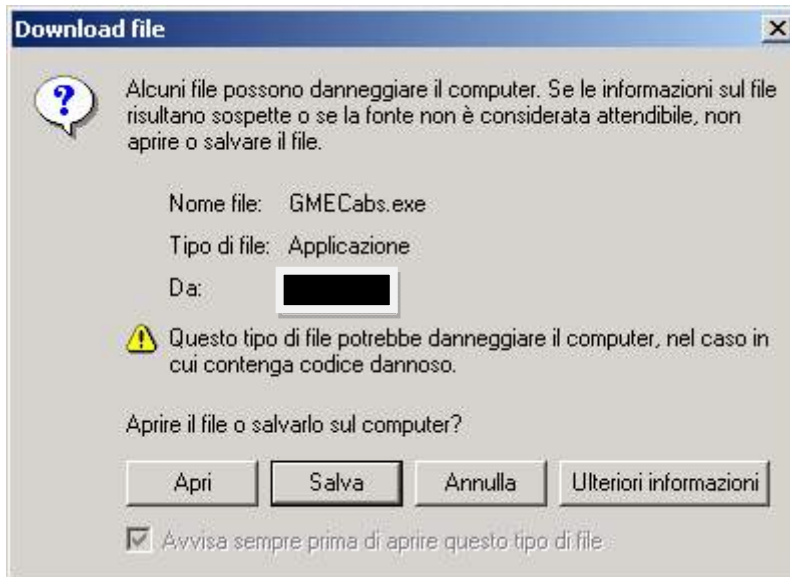 Download file
Alcuni file possono danneggiare il computer. Se le informazioni sul file
risultano sospette o se la fonte non è considerata attendibile, non
aprire o salvare il file.
Nome file: GMECabs.exe
Tipo di file: Applicazione
Da:
Questo tipo di file potrebbe danneggiare il computer, nel caso in
cui contenga codice dannoso.
Aprire il file o salvarlo sul computer?
Apri Salva Annulla Ulteriori informazioni
Avvisa sempre prima di aprire questo tipo di file